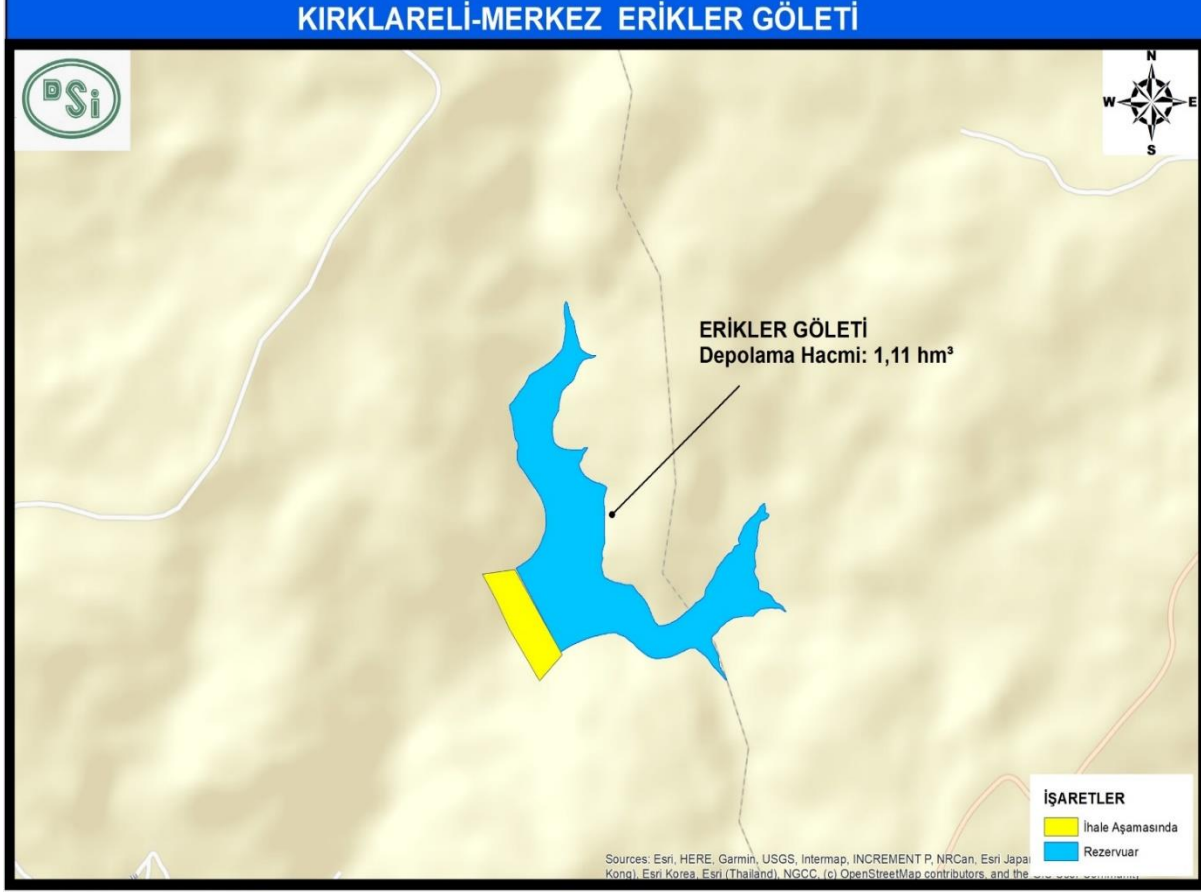 KIRKLARELİ-MERKEZ ERİKLER GÖLETİ
DSi
N
W E
S
ERİKLER GÖLETİ
Depolama Hacmi: 1,11 hm³
İŞARETLER
İhale Aşamasında
Rezervuar
Sources: Esri, HERE, Garmin, USGS, Intermap, INCREMENT P, NRCan, Esri
Kong), Esri Korea, Esri (Thailand), NGCC, (c) OpenStreetMap contributors, and the